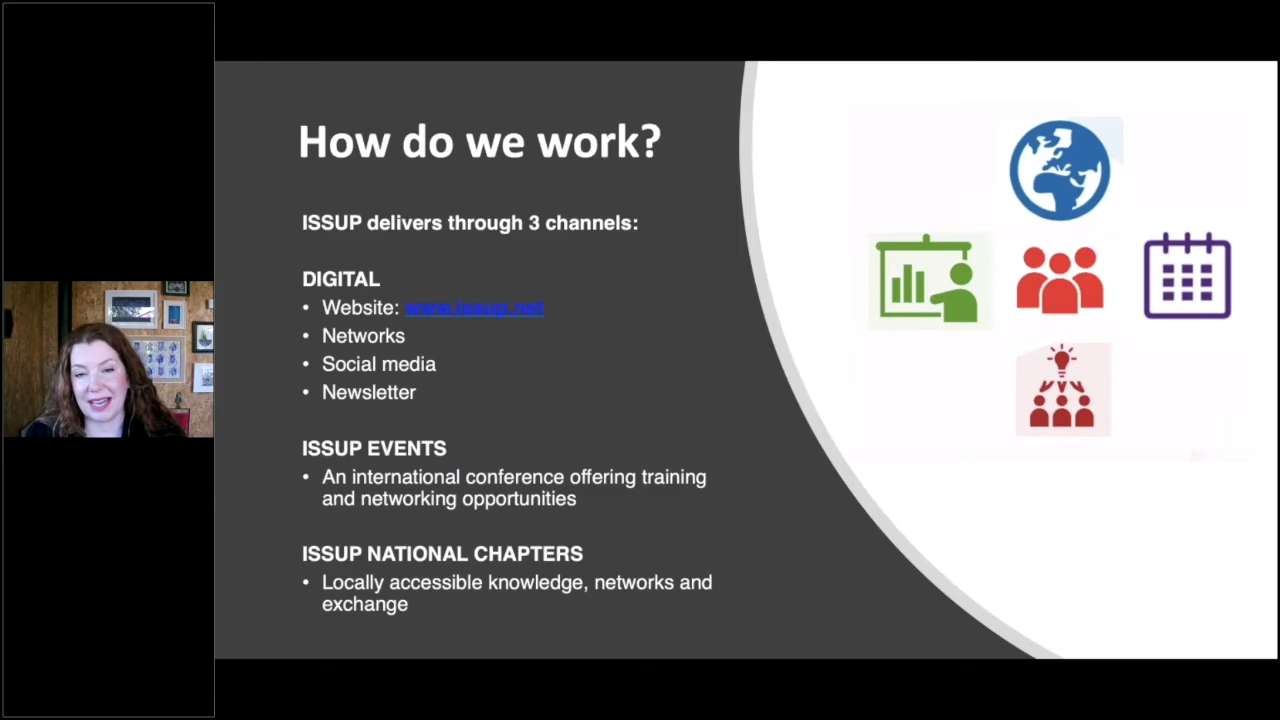 How do we work?
ISSUP delivers through 3 channels:
DIGITAL
• Website: www.issup.net
• Networks
• Social media
• Newsletter
ISSUP EVENTS
• An international conference offering training
and networking opportunities
ISSUP NATIONAL CHAPTERS
• Locally accessible knowledge, networks and
exchange